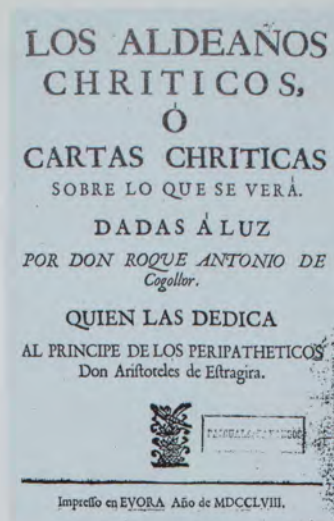 LOS ALDEAÑOS
CHRITICOS,
Ó
CARTAS CHRITICAS
SOBRE LO QUE SE VERÁ.
DADAS Á LUZ
POR DON ROQUE ANTONIO DE
Cogollor.
QUIEN LAS DEDICA
AL PRINCIPE DE LOS PERIPATHETICOS
Don Ariſtoteles de Eſtragira.
Impreſſo en EVORA Año de MDCCLVIII.